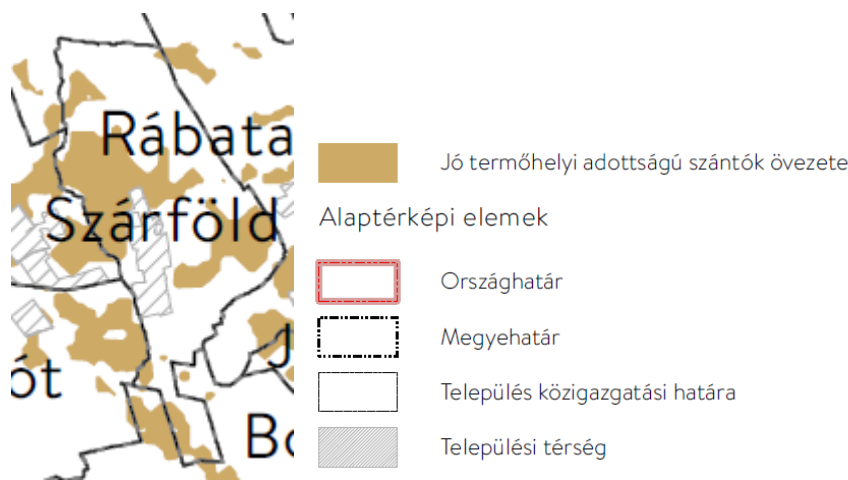 Rábata
Szárföld
ót
J
Bo
Jó termőhelyi adottságú szántók övezete
Alaptérképi elemek
Országhatár
Megyehatár
Település közigazgatási határa
Települési térség